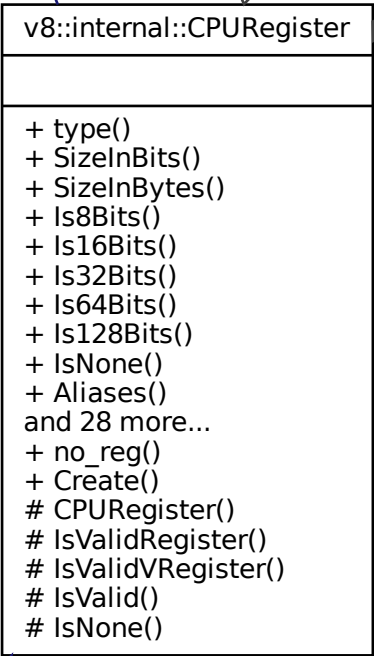 v8::internal::CPURegister
+ type()
+ SizeInBits()
+ SizeInBytes()
+ Is8Bits()
+ Is16Bits()
+ Is32Bits()
+ Is64Bits()
+ Is128Bits()
+ IsNone()
+ Aliases()
and 28 more...
+ no_reg()
+ Create()
# CPURegister()
# IsValidRegister()
# IsValidVRegister()
# IsValid()
# IsNone()